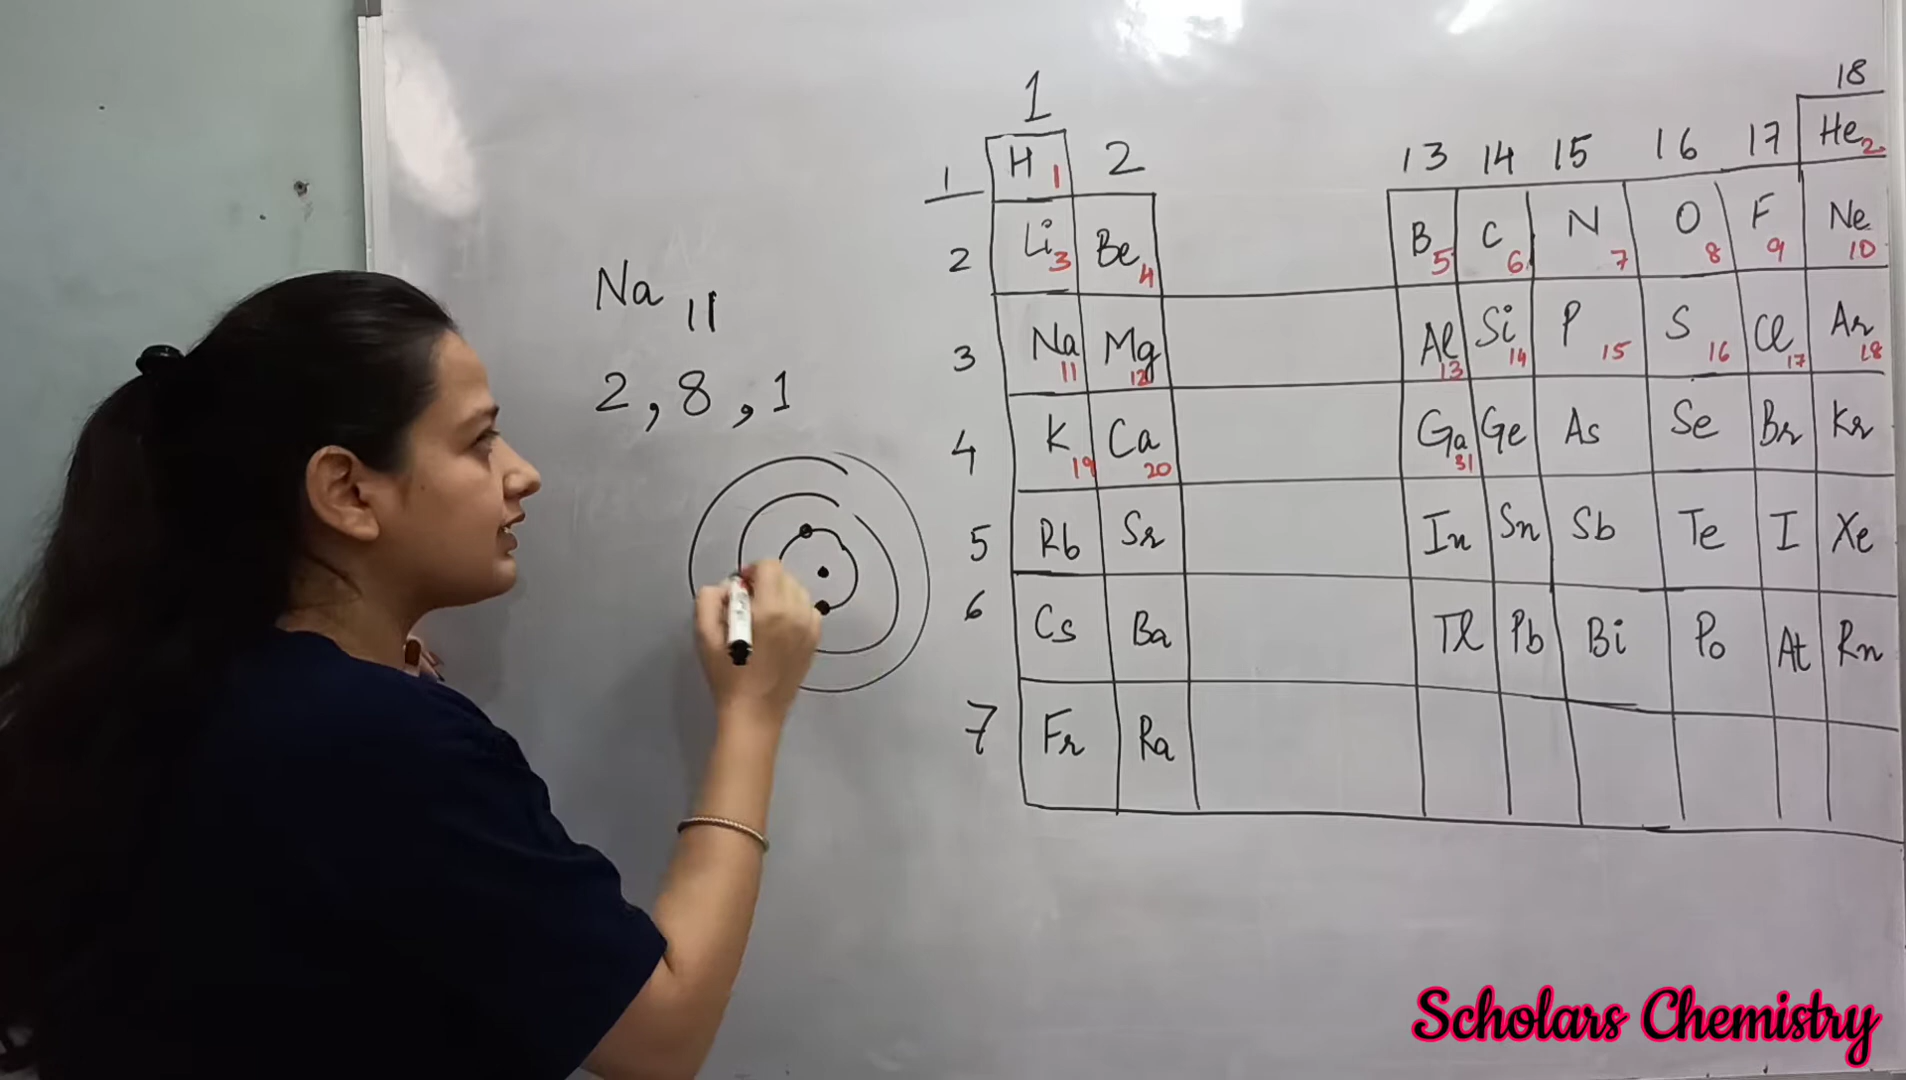 Na 11
2, 8, 1
1 18
1 H 1 2 13 14 15 16 17 He 2
2 Li 3 Be 4 B 5 C 6 N 7 O 8 F 9 Ne 10
3 Na 11 Mg 12 Al 13 Si 14 P 15 S 16 Cl 17 Ar 18
4 K 19 Ca 20 Ga 31 Ge As Se Br Kr
5 Rb Sr In Sn Sb Te I Xe
6 Cs Ba Tl Pb Bi Po At Rn
7 Fr Ra
Scholars Chemistry